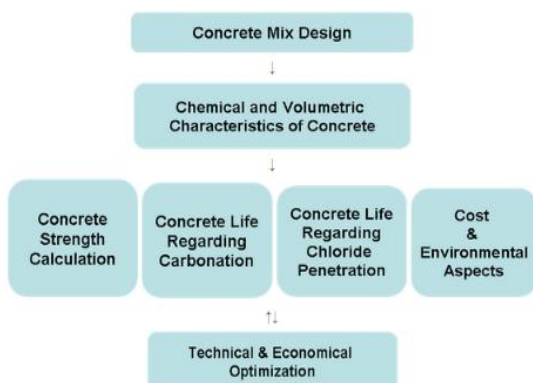 Concrete Mix Design
↓
Chemical and Volumetric
Characteristics of Concrete
↓
Concrete
Strength
Calculation
Concrete Life
Regarding
Carbonation
Concrete Life
Regarding
Chloride
Penetration
Cost
&
Environmental
Aspects
↑↓
Technical & Economical
Optimization